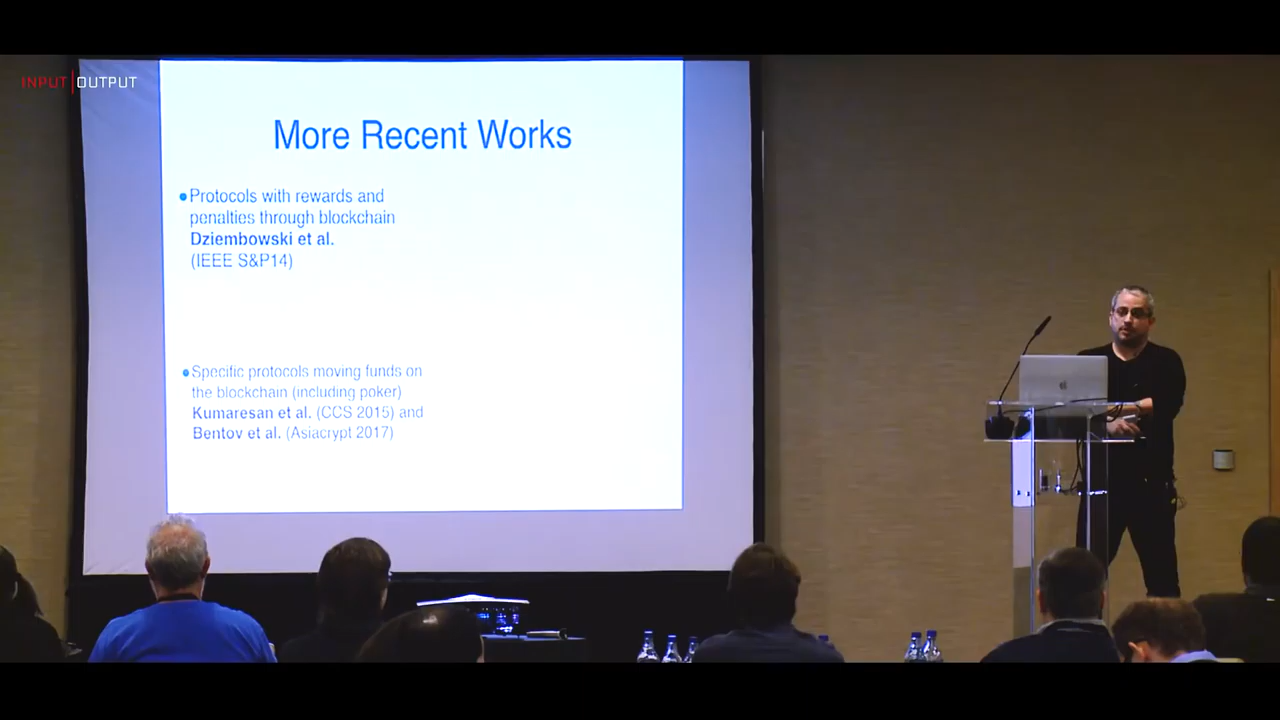 INPUT|OUTPUT
More Recent Works
●Protocols with rewards and
penalties through blockchain
Dziembowski et al.
(IEEE S&P14)
●Specific protocols moving funds on
the blockchain (including poker)
Kumaresan et al. (CCS 2015) and
Bentov et al. (Asiacrypt 2017)